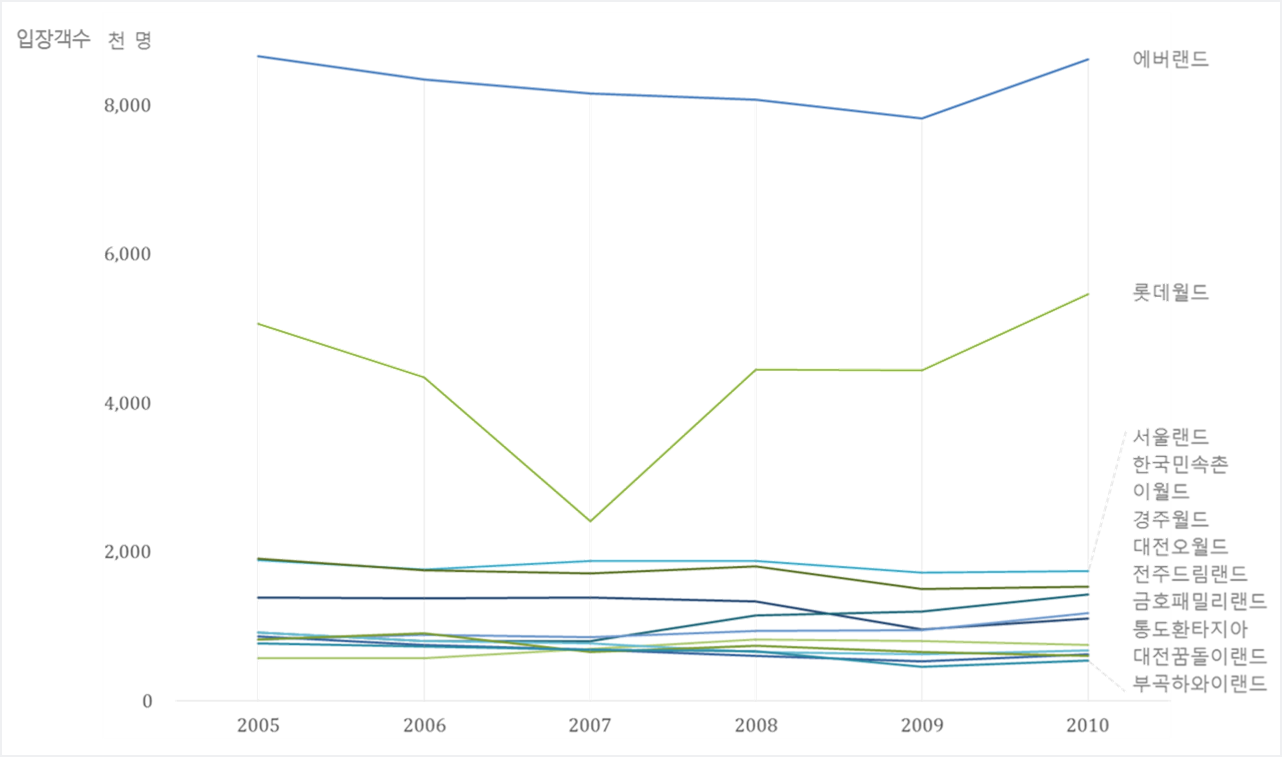 입장객수 천 명
8,000
6,000
4,000
2,000
0
2005 2006 2007 2008 2009 2010
에버랜드
롯데월드
서울랜드
한국민속촌
이월드
경주월드
대전오월드
전주드림랜드
금호패밀리랜드
통도환타지아
대전꿈돌이랜드
부곡하와이랜드